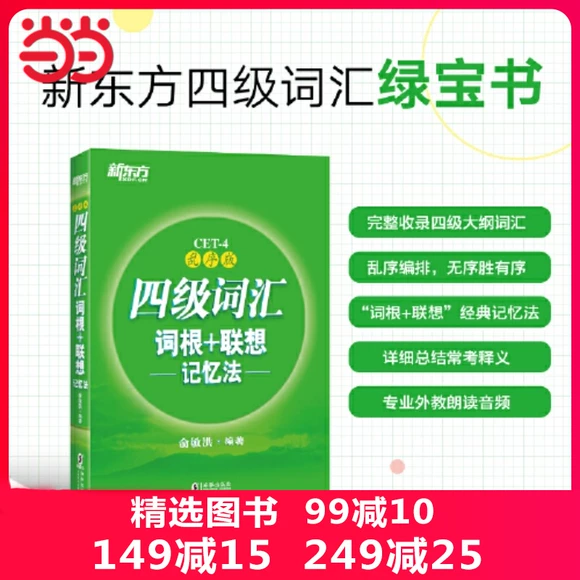 当当
新东方四级词汇绿宝书
新东方
CET-4
乱序版
四级词汇
词根+联想
记忆法
俞敏洪·编著
乱序版
四级词汇
词根+联想
记忆法
完整收录四级大纲词汇
乱序编排，无序胜有序
“词根+联想”经典记忆法
详细总结常考释义
专业外教朗读音频
精选图书 99减10
149减15 249减25